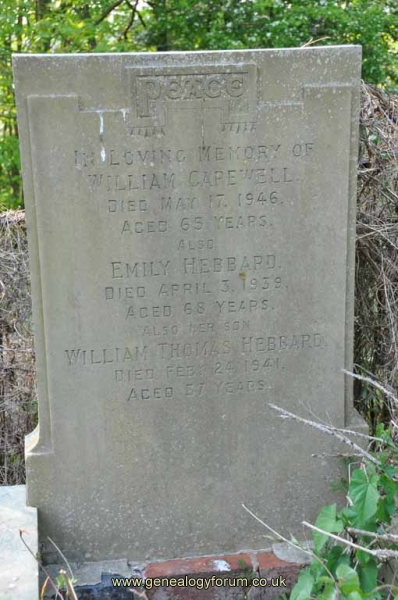 PEACE
IN LOVING MEMORY OF
WILLIAM CAPEWELL.
DIED MAY 17, 1946.
AGED 65 YEARS.
ALSO
EMILY HEBBARD.
DIED APRIL 3, 1939.
AGED 68 YEARS.
ALSO HER SON
WILLIAM THOMAS HEBBARD.
DIED FEB. 24, 1941.
AGED 37 YEARS.
www.genealogyforum.co.uk